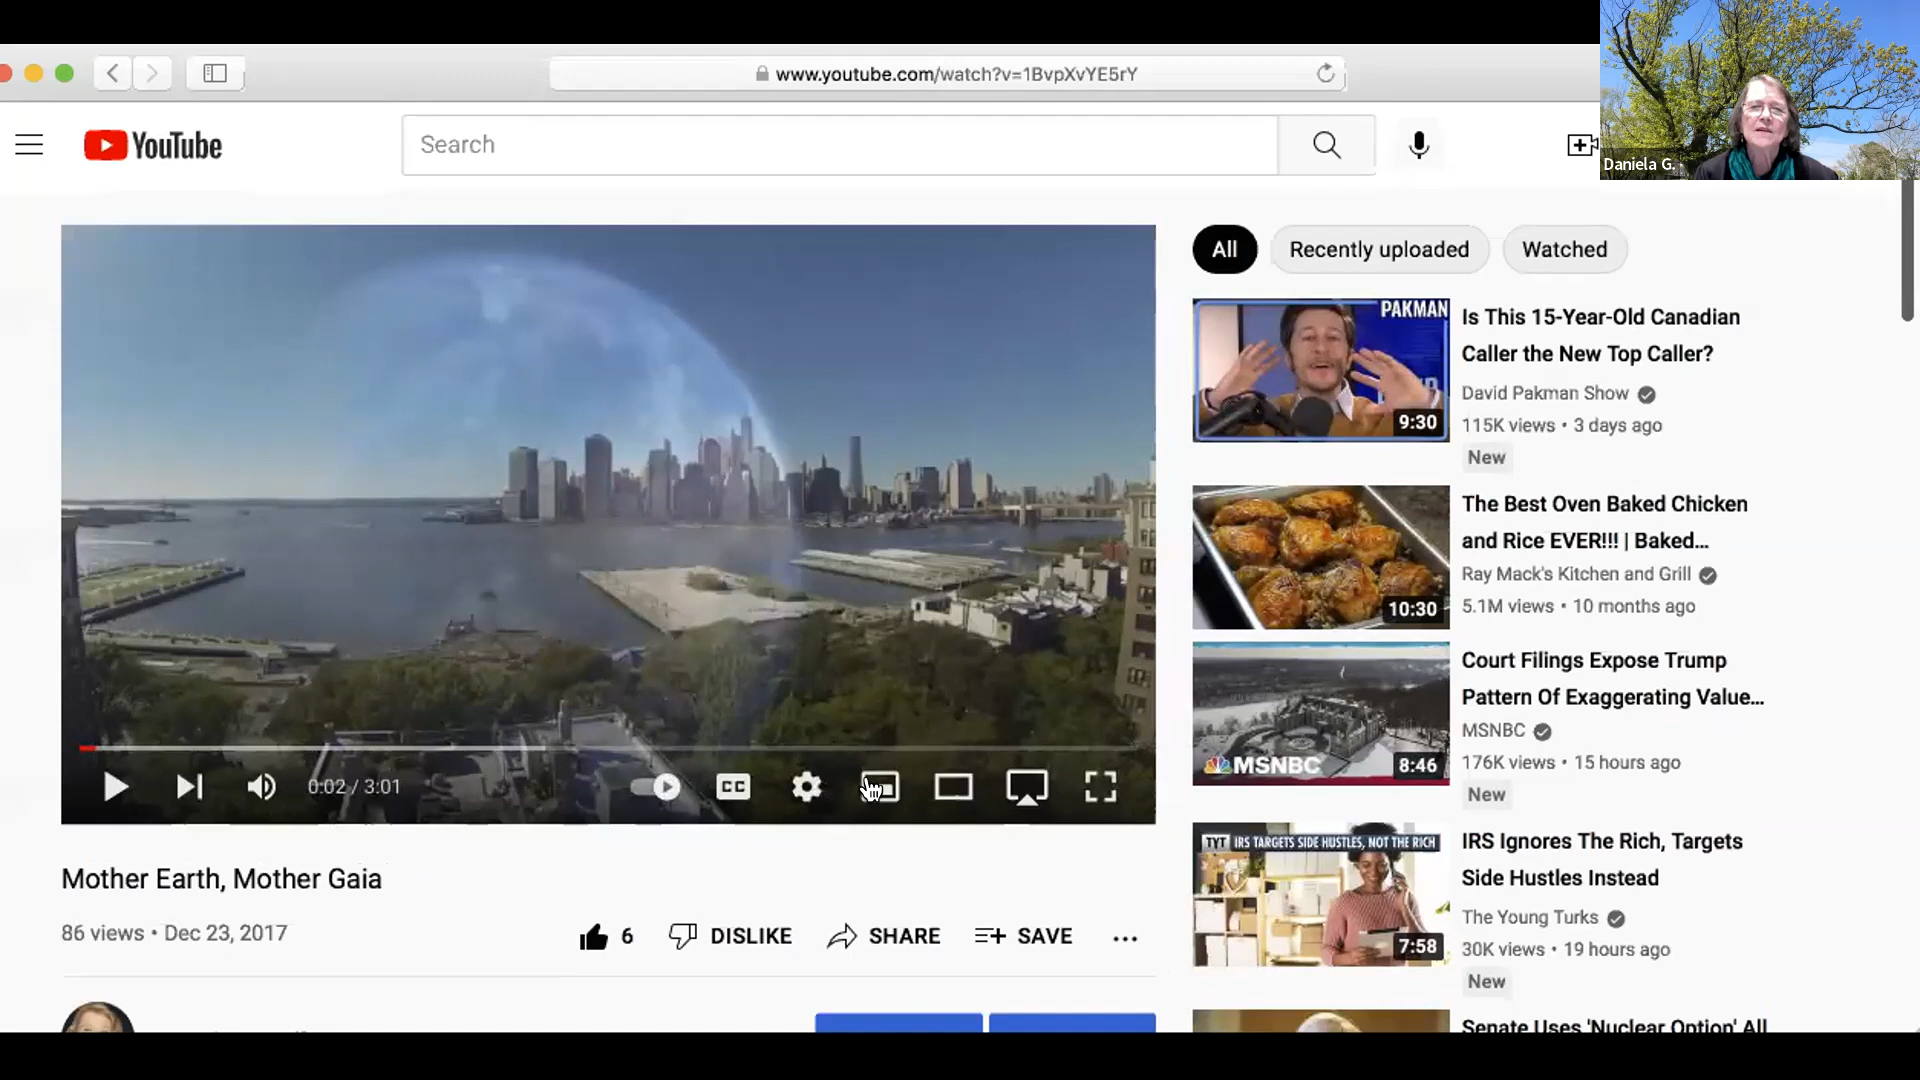 www.youtube.com/watch?v=1BvpXvYE5rY
YouTube
Search
Daniela G.
All
Recently uploaded
Watched
PAKMAN
9:30
Is This 15-Year-Old Canadian
Caller the New Top Caller?
David Pakman Show
115K views • 3 days ago
New
10:30
The Best Oven Baked Chicken
and Rice EVER!!! | Baked...
Ray Mack's Kitchen and Grill
5.1M views • 10 months ago
MSNBC
8:46
Court Filings Expose Trump
Pattern Of Exaggerating Value...
MSNBC
176K views • 15 hours ago
New
0:02 / 3:01
CC
TYT IRS TARGETS SIDE HUSTLES, NOT THE RICH
7:58
IRS Ignores The Rich, Targets
Side Hustles Instead
The Young Turks
30K views • 19 hours ago
New
Mother Earth, Mother Gaia
86 views • Dec 23, 2017
6
DISLIKE
SHARE
SAVE
Senate Uses 'Nuclear Option' All